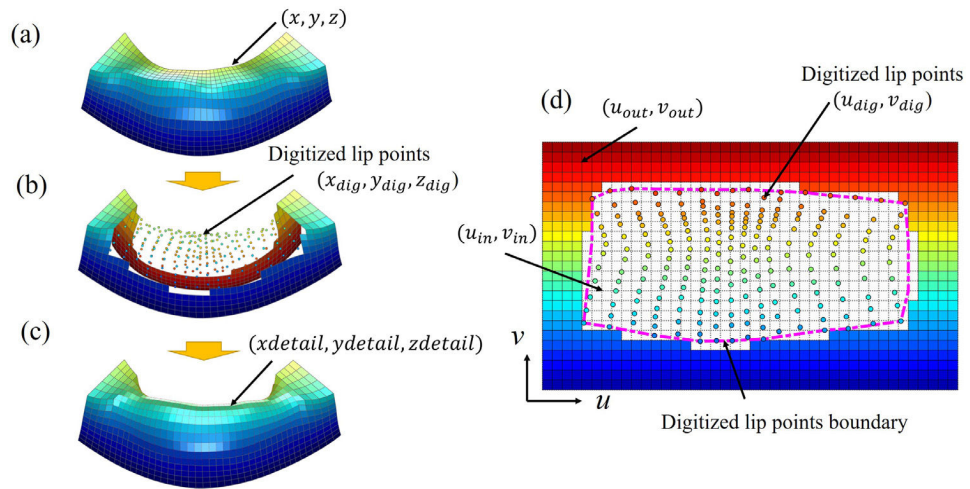 (a)
(x, y, z)
Digitized lip points
(b)
(x_dig, y_dig, z_dig)
(c)
(xdetail, ydetail, zdetail)
(d)
Digitized lip points
(u_dig, v_dig)
(u_out, v_out)
(u_in, v_in)
v
u
Digitized lip points boundary